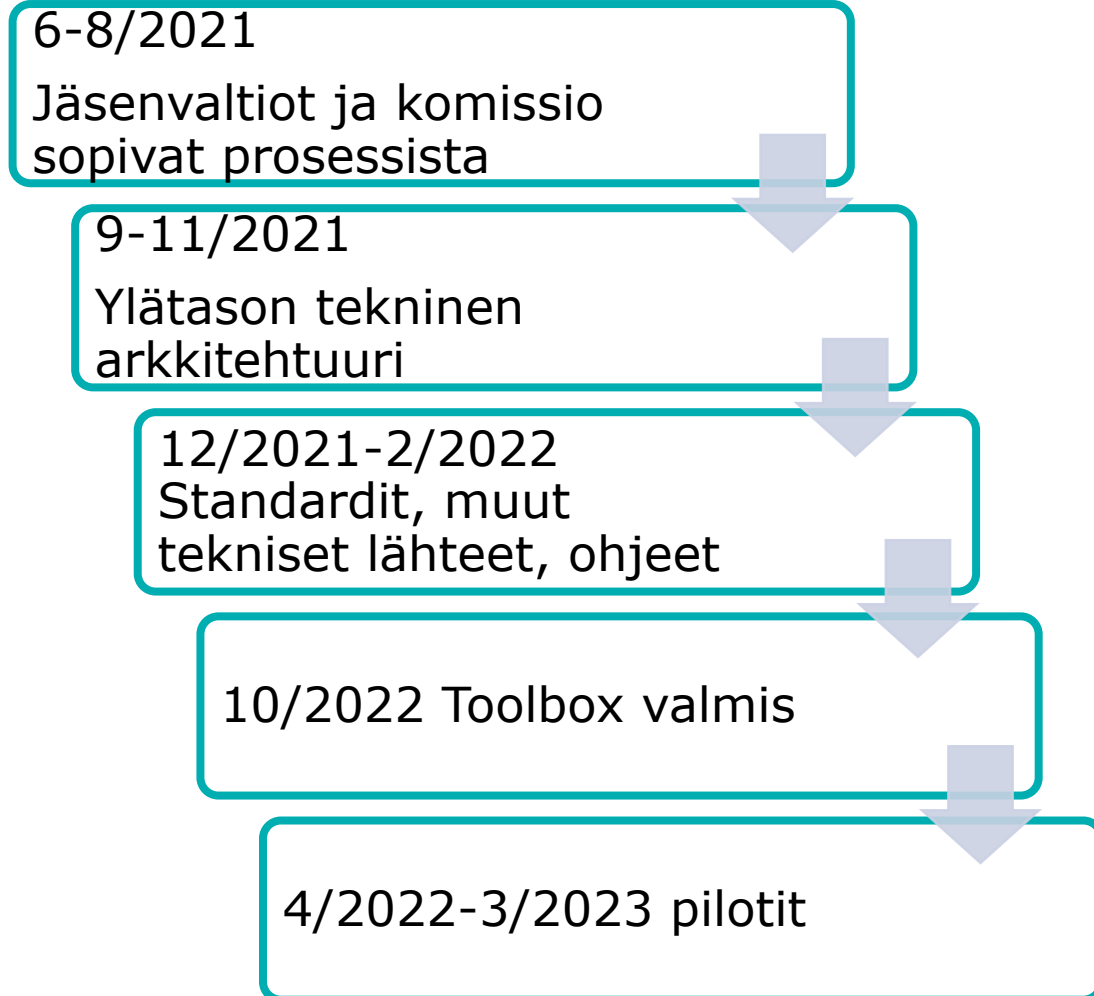 6-8/2021
Jäsenvaltiot ja komissio
sopivat prosessista
9-11/2021
Ylätason tekninen
arkkitehtuuri
12/2021-2/2022
Standardit, muut
tekniset lähteet, ohjeet
10/2022 Toolbox valmis
4/2022-3/2023 pilotit